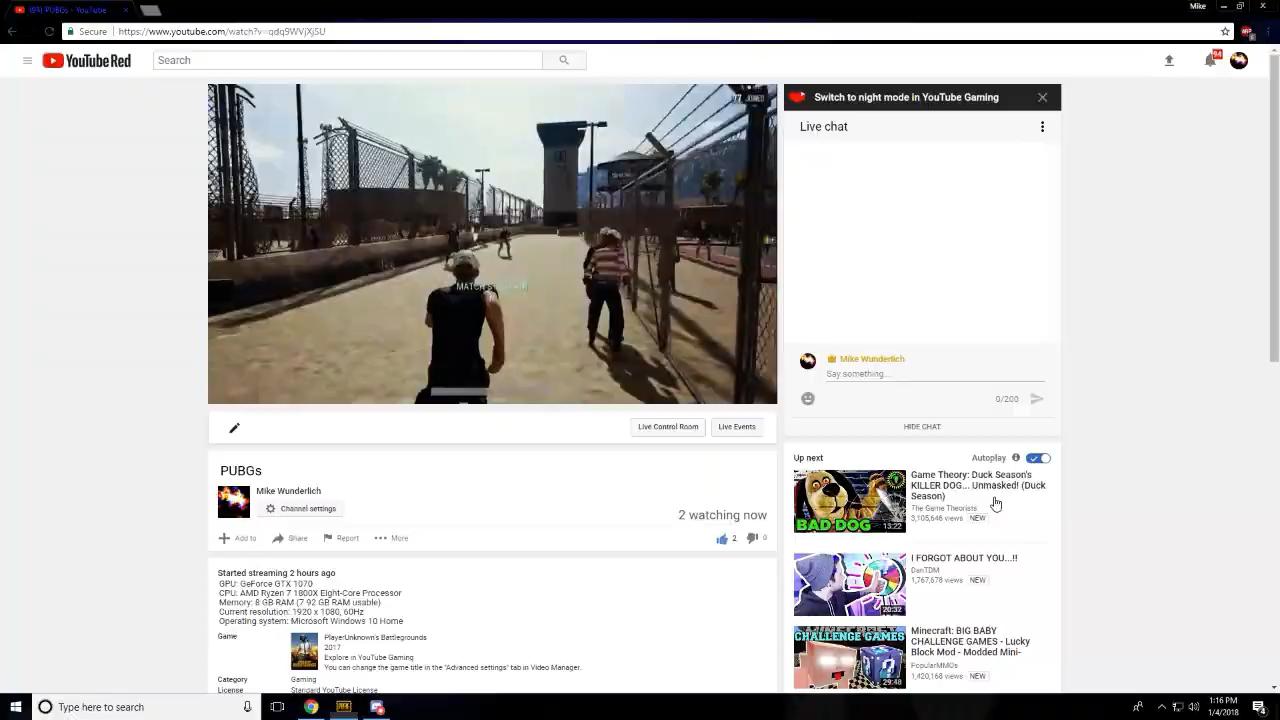 PUBGs - YouTube
Mike
Secure
https://www.youtube.com/watch?v=qdq9WVjXjSU
YouTube Red
Search
94
77 JOINED
Switch to night mode in YouTube Gaming
Live chat
Mike Wunderlich
Say something...
0/200
HIDE CHAT
Live Control Room
Live Events
PUBGs
Mike Wunderlich
Channel settings
2 watching now
Add to
Share
Report
More
2
0
Started streaming 2 hours ago
GPU: GeForce GTX 1070
CPU: AMD Ryzen 7 1800X Eight-Core Processor
Memory: 8 GB RAM (7.92 GB RAM usable)
Current resolution: 1920 x 1080, 60Hz
Operating system: Microsoft Windows 10 Home
Game
PlayerUnknown's Battlegrounds
2017
Explore in YouTube Gaming
You can change the game title in the "Advanced settings" tab in Video Manager.
Category
Gaming
License
Standard YouTube License
Up next
Autoplay
BAD DOG
13:22
Game Theory: Duck Season's
KILLER DOG... Unmasked! (Duck
Season)
The Game Theorists
3,105,646 views
NEW
20:32
I FORGOT ABOUT YOU...!!
DanTDM
1,767,678 views
NEW
CHALLENGE GAMES
29:48
Minecraft: BIG BABY
CHALLENGE GAMES - Lucky
Block Mod - Modded Mini-
PopularMMOs
1,420,168 views
NEW
Type here to search
1:16 PM
1/4/2018